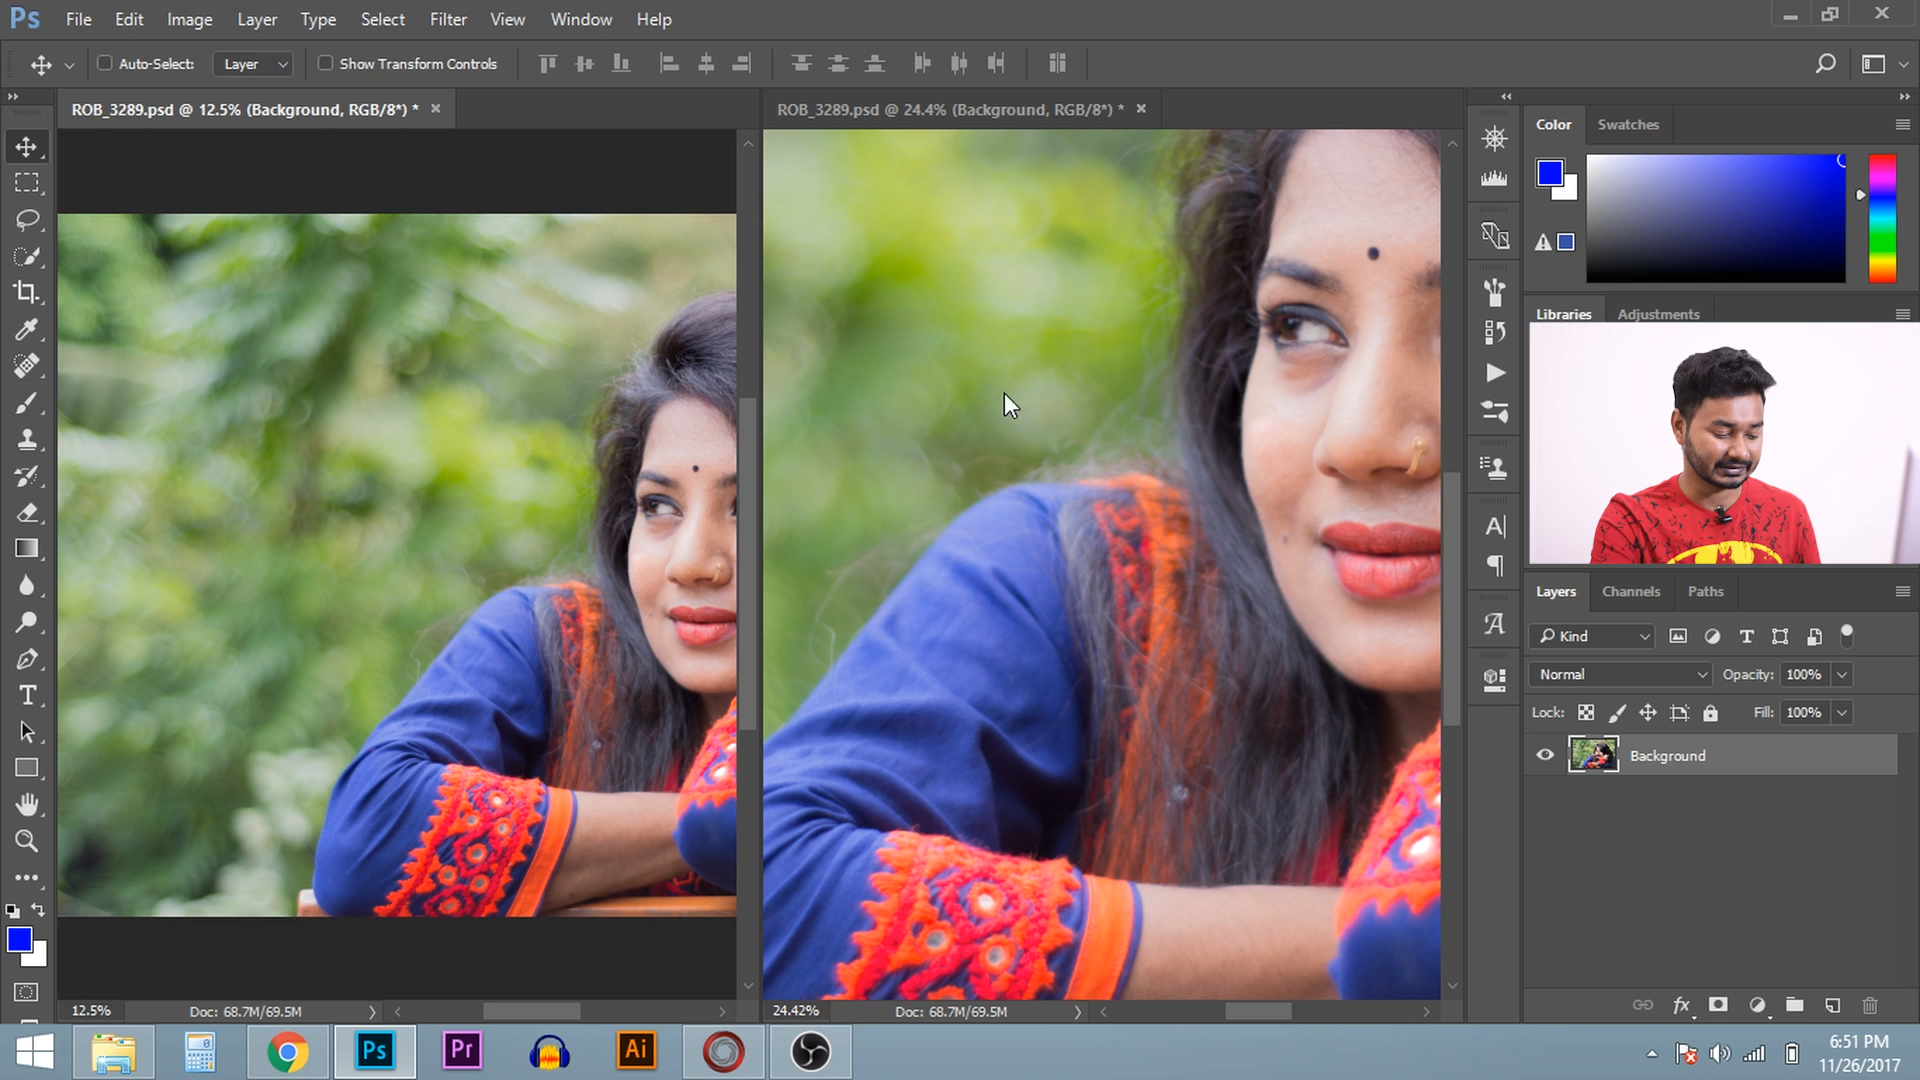 Ps File Edit Image Layer Type Select Filter View Window Help
Auto-Select: Layer Show Transform Controls
ROB_3289.psd @ 12.5% (Background, RGB/8*) * ×
ROB_3289.psd @ 24.4% (Background, RGB/8*) * ×
Color Swatches
Libraries Adjustments
Layers Channels Paths
Kind
Normal Opacity: 100%
Lock: Fill: 100%
Background
fx
12.5% Doc: 68.7M/69.5M
24.42% Doc: 68.7M/69.5M
Ps Pr Ai
6:51 PM
11/26/2017